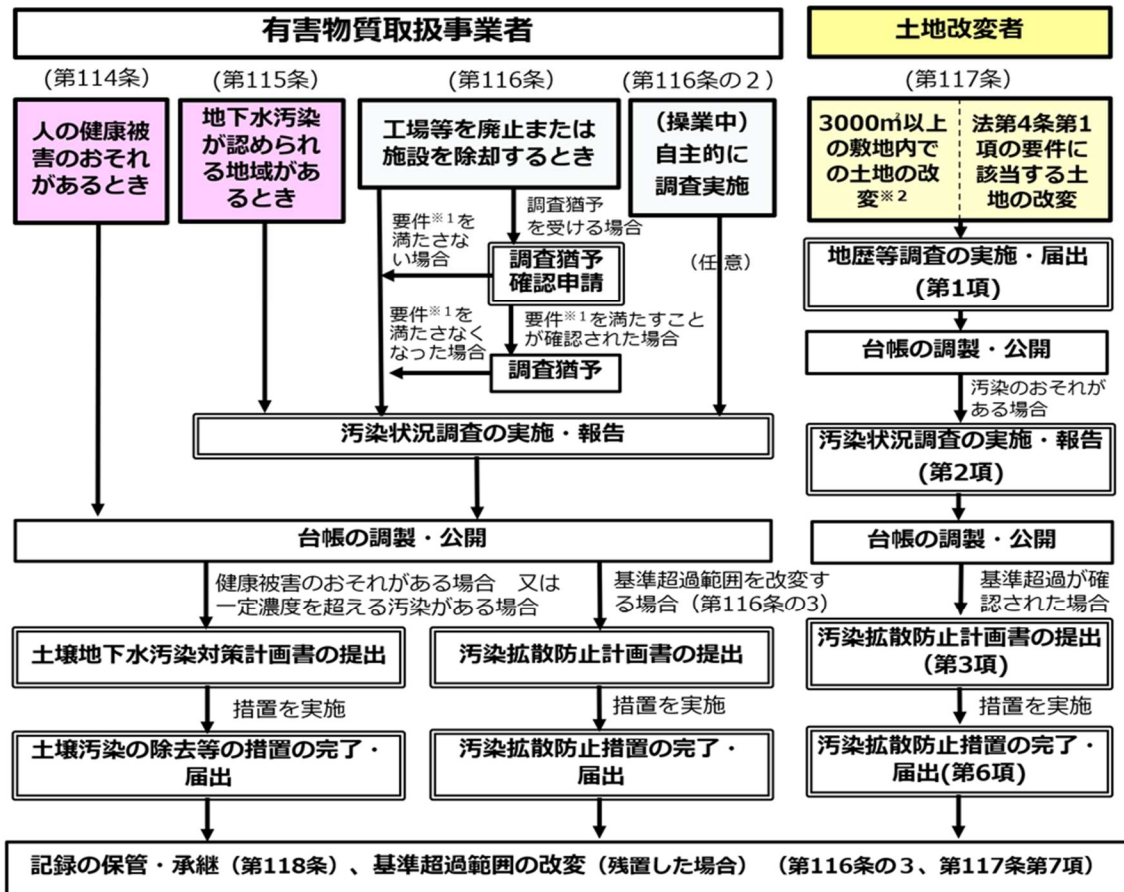 有害物質取扱事業者
土地改変者
(第114条)
(第115条)
(第116条)
(第116条の２)
(第117条)
人の健康被
害のおそれ
があるとき
地下水汚染
が認められ
る地域があ
るとき
工場等を廃止または
施設を除却するとき
（操業中）
自主的に
調査実施
3000㎡以上
の敷地内で
の土地の改
変※２
法第4条第1
項の要件に
該当する土
地の改変
要件※１を
満たさな
い場合
調査猶予
を受ける場合
調査猶予
確認申請
（任意）
地歴等調査の実施・届出
(第1項)
要件※１を
満たさなく
なった場合
要件※１を満たすこと
が確認された場合
調査猶予
台帳の調製・公開
汚染のおそれが
ある場合
汚染状況調査の実施・報告
汚染状況調査の実施・報告
(第2項)
台帳の調製・公開
台帳の調製・公開
健康被害のおそれがある場合　又は
一定濃度を超える汚染がある場合
基準超過範囲を改変す
る場合（第116条の3）
基準超過が確
認された場合
土壌地下水汚染対策計画書の提出
汚染拡散防止計画書の提出
汚染拡散防止計画書の提出
(第3項)
措置を実施
措置を実施
措置を実施
土壌汚染の除去等の措置の完了・
届出
汚染拡散防止措置の完了・
届出
汚染拡散防止措置の完了・
届出(第6項)
記録の保管・承継（第118条）、基準超過範囲の改変（残置した場合）　（第116条の３、第117条第7項）